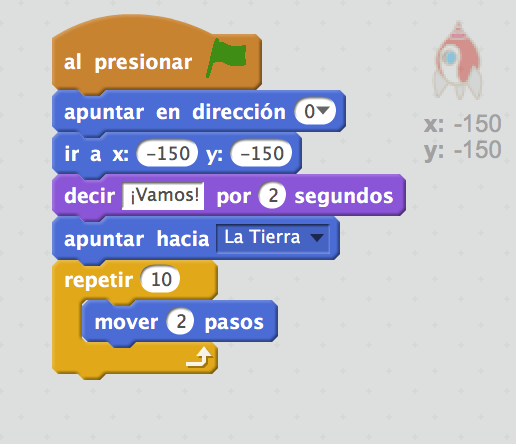 al presionar
apuntar en dirección 0
ir a x: -150 y: -150
decir ¡Vamos! por 2 segundos
apuntar hacia La Tierra
repetir 10
mover 2 pasos
x: -150
y: -150